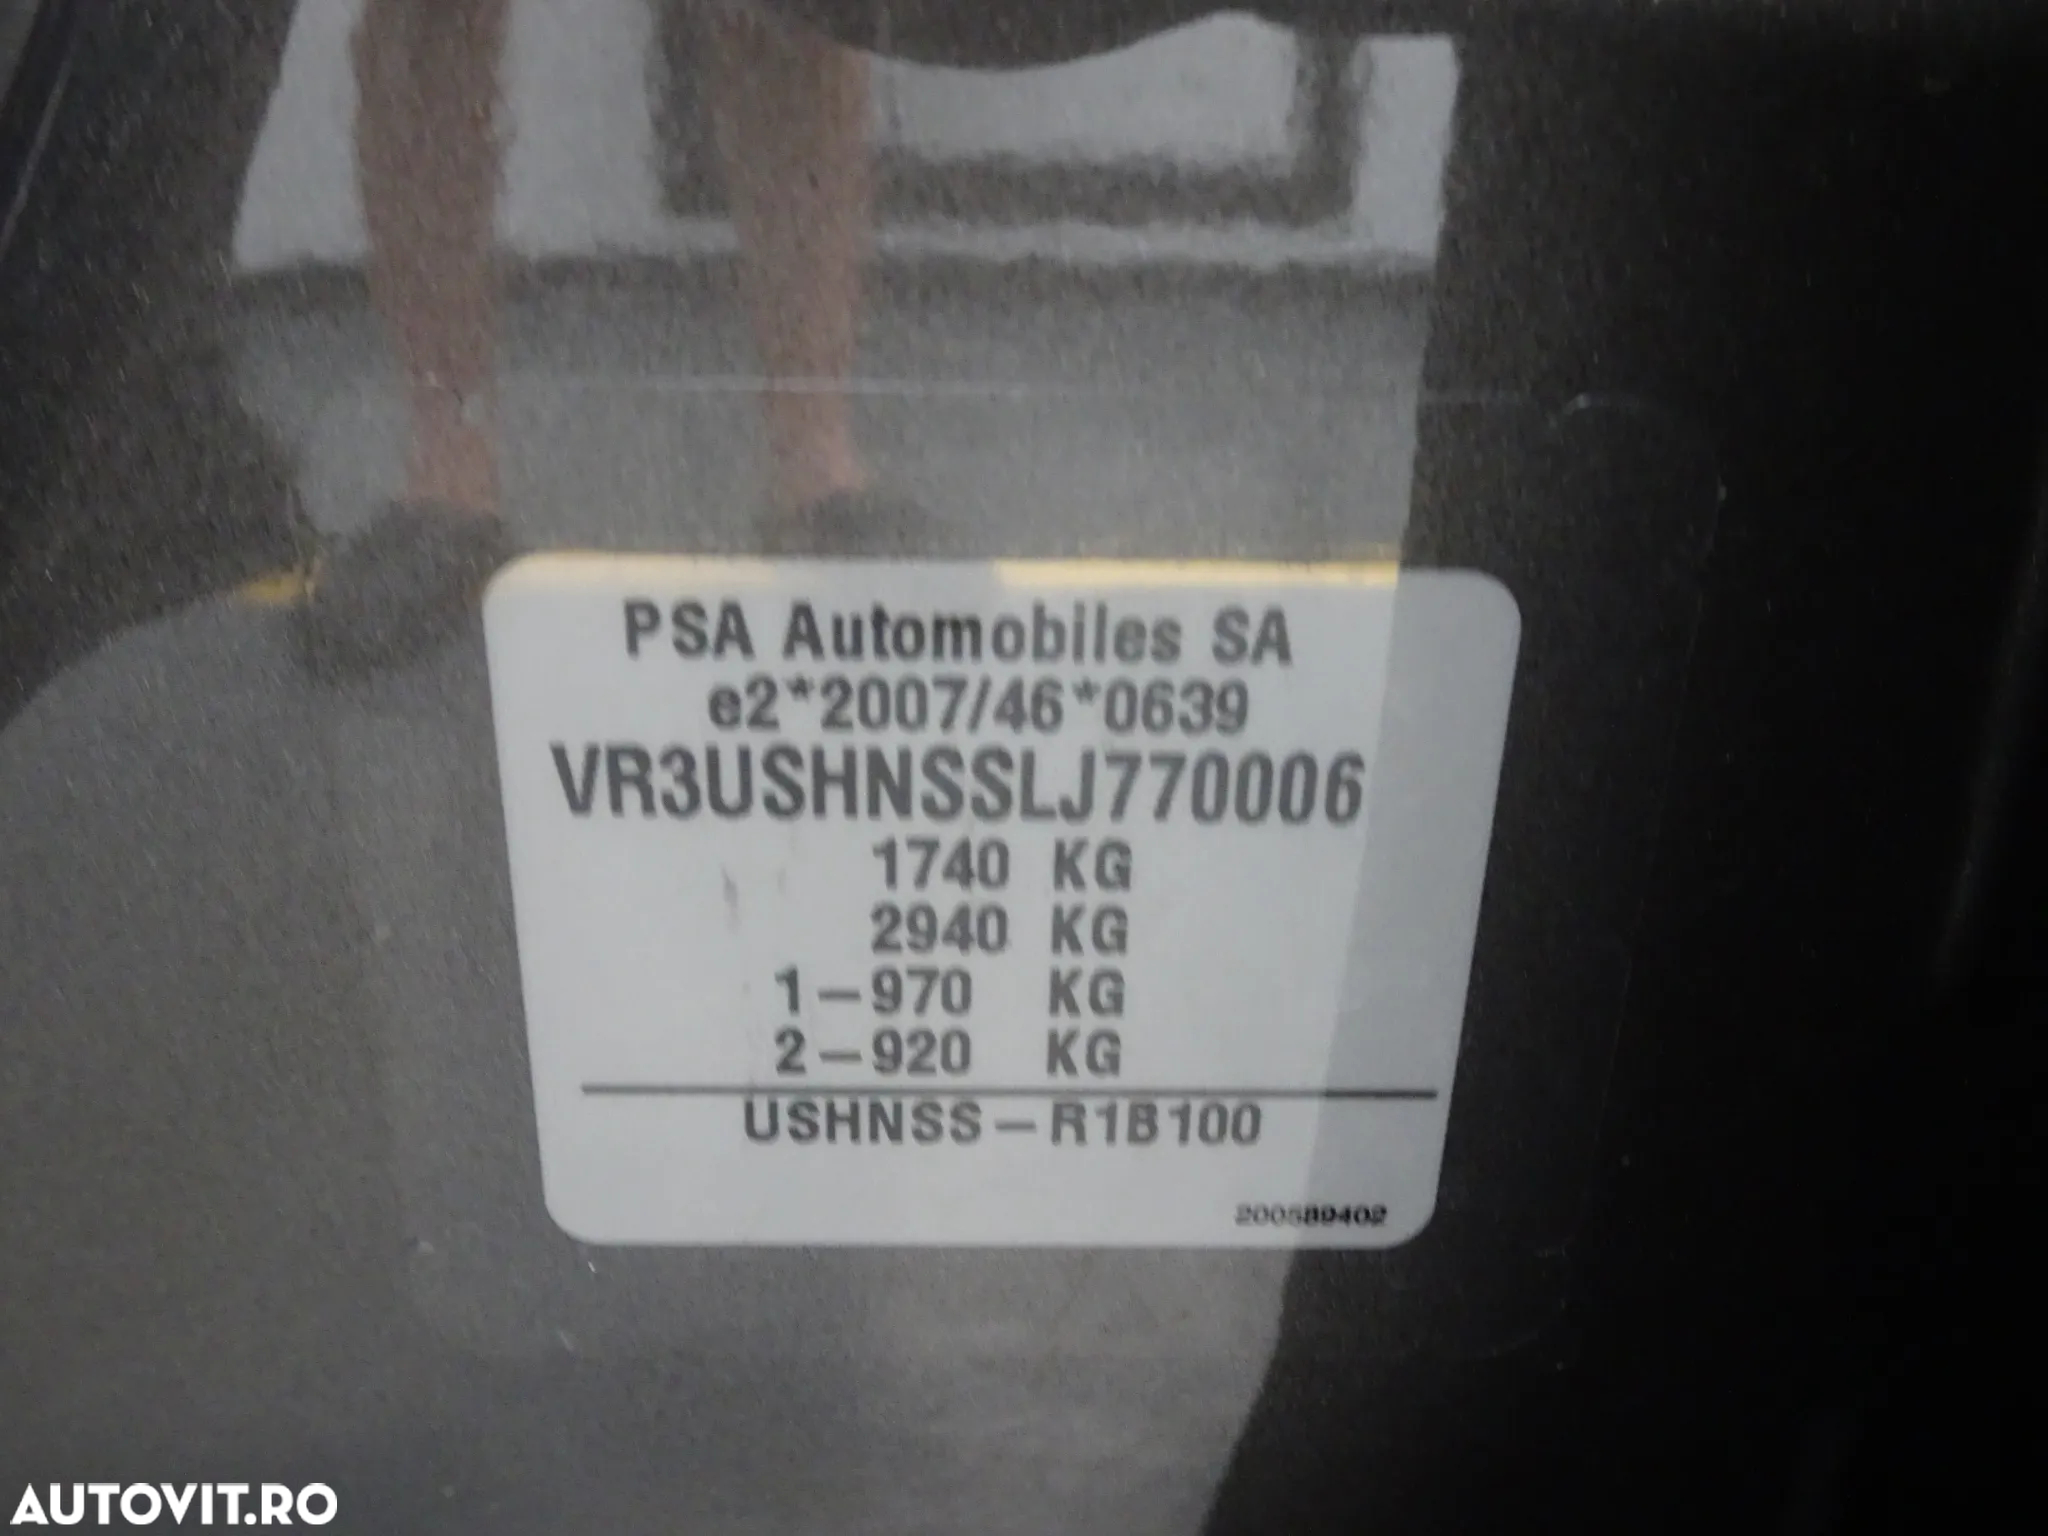 PSA Automobiles SA
e2*2007/46*0639
VR3USHNSSLJ770006
1740 KG
2940 KG
1-970 KG
2-920 KG
USHNSS-R1B100
200589402
AUTOVIT.RO